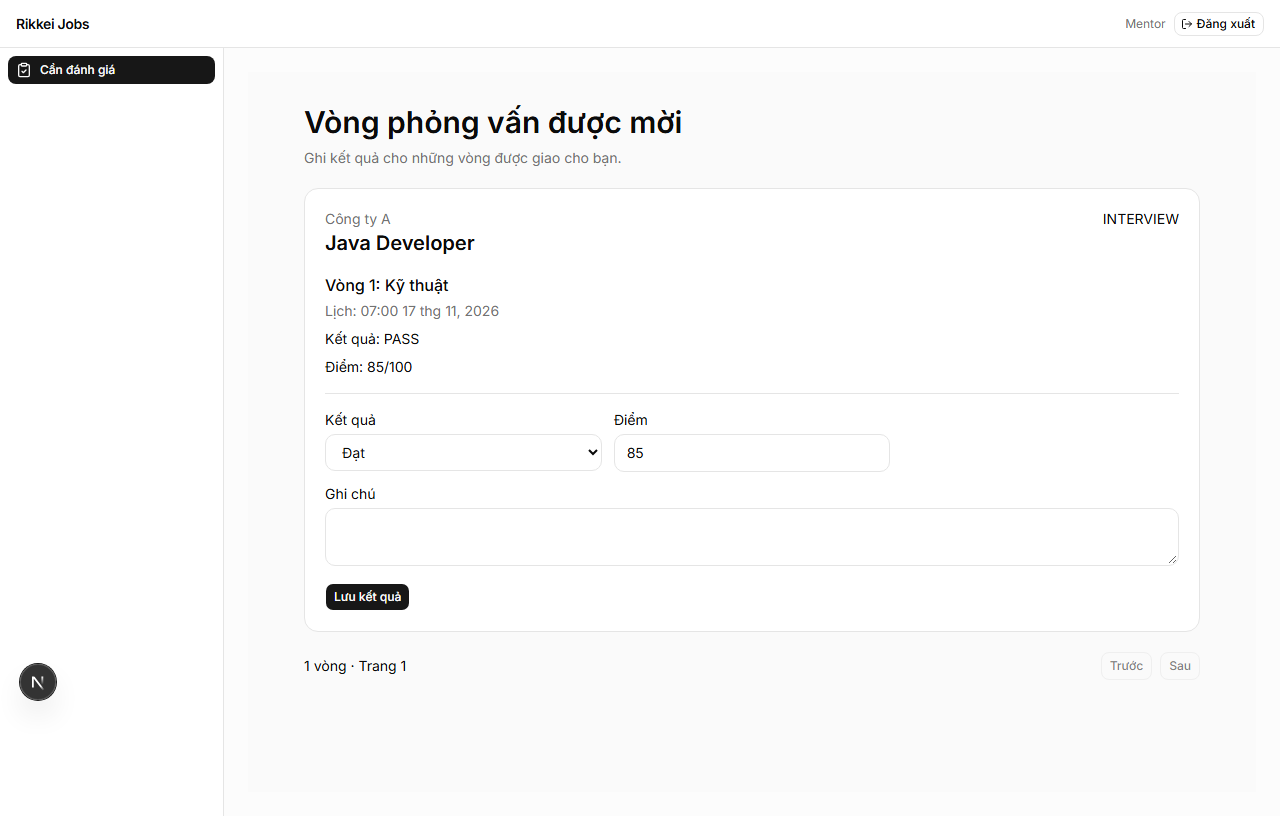 Rikkei Jobs
Mentor
Đăng xuất
Cần đánh giá
Vòng phỏng vấn được mời
Ghi kết quả cho những vòng được giao cho bạn.
Công ty A
INTERVIEW
Java Developer
Vòng 1: Kỹ thuật
Lịch: 07:00 17 thg 11, 2026
Kết quả: PASS
Điểm: 85/100
Kết quả
Điểm
Đạt
85
Ghi chú
Lưu kết quả
1 vòng · Trang 1
Trước
Sau
N